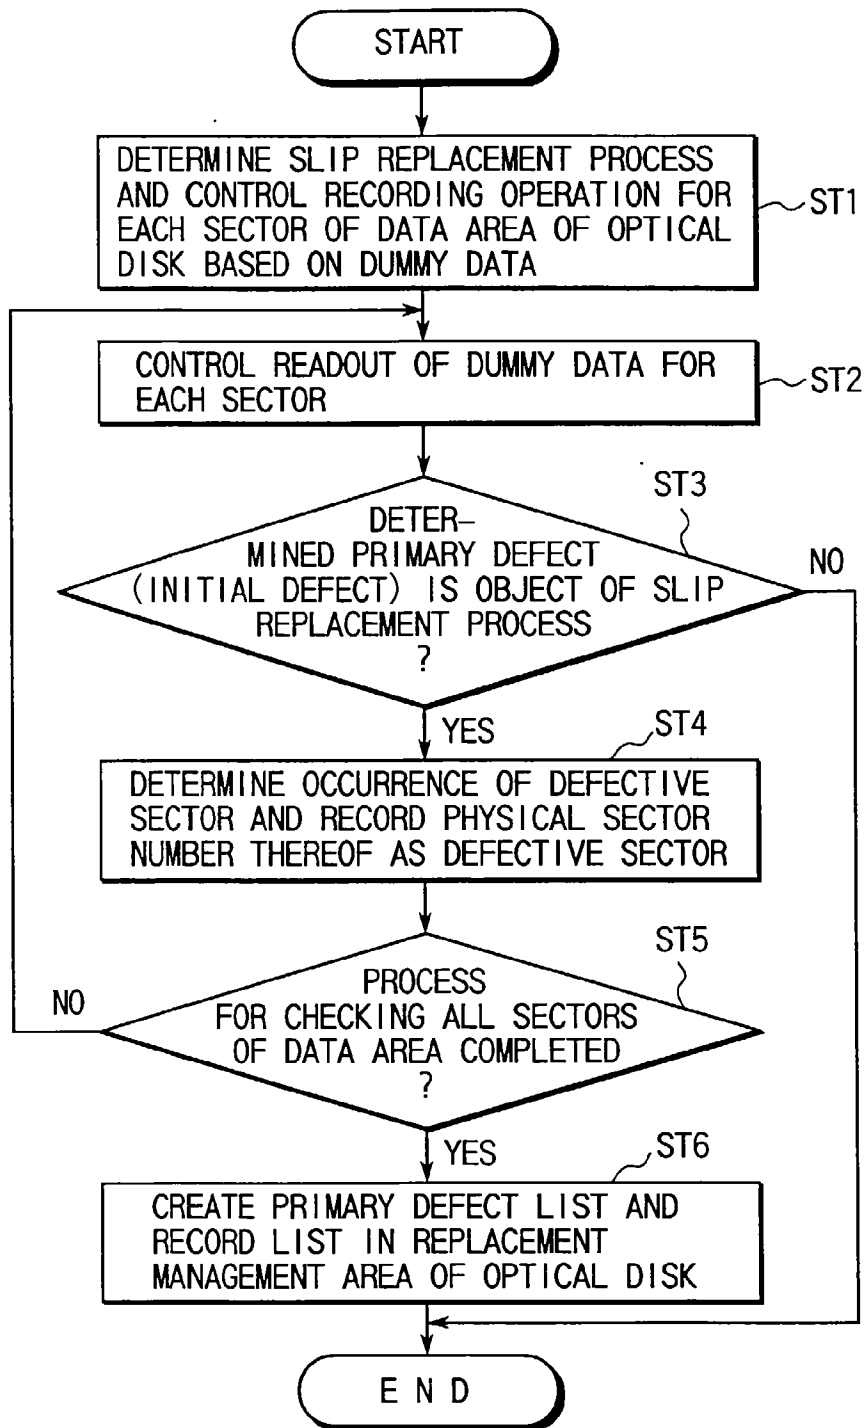 START
DETERMINE SLIP REPLACEMENT PROCESS
AND CONTROL RECORDING OPERATION FOR
EACH SECTOR OF DATA AREA OF OPTICAL
DISK BASED ON DUMMY DATA
ST1
CONTROL READOUT OF DUMMY DATA FOR
EACH SECTOR
ST2
ST3
DETER-
MINED PRIMARY DEFECT
(INITIAL DEFECT) IS OBJECT OF SLIP
REPLACEMENT PROCESS
?
NO
YES
ST4
DETERMINE OCCURRENCE OF DEFECTIVE
SECTOR AND RECORD PHYSICAL SECTOR
NUMBER THEREOF AS DEFECTIVE SECTOR
ST5
NO
PROCESS
FOR CHECKING ALL SECTORS
OF DATA AREA COMPLETED
?
YES
ST6
CREATE PRIMARY DEFECT LIST AND
RECORD LIST IN REPLACEMENT
MANAGEMENT AREA OF OPTICAL DISK
END